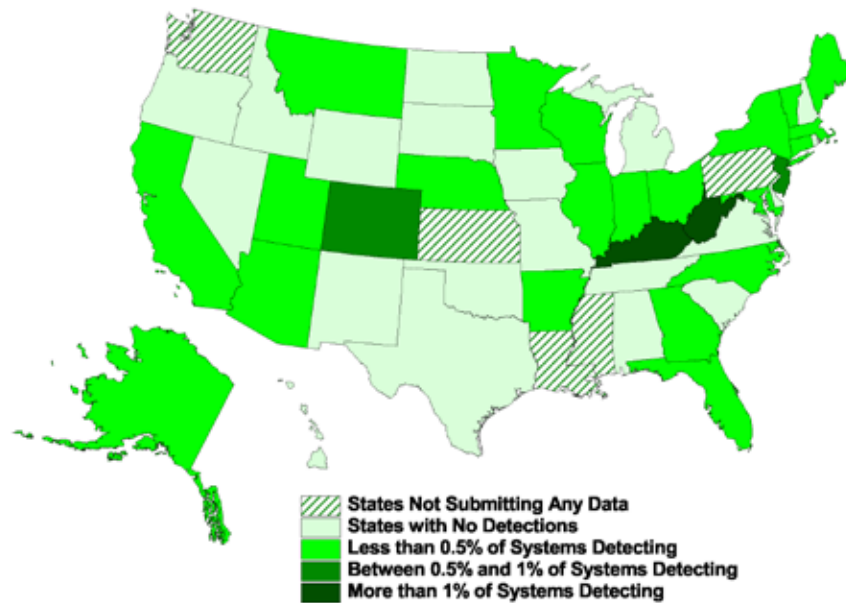 States Not Submitting Any Data
States with No Detections
Less than 0.5% of Systems Detecting
Between 0.5% and 1% of Systems Detecting
More than 1% of Systems Detecting